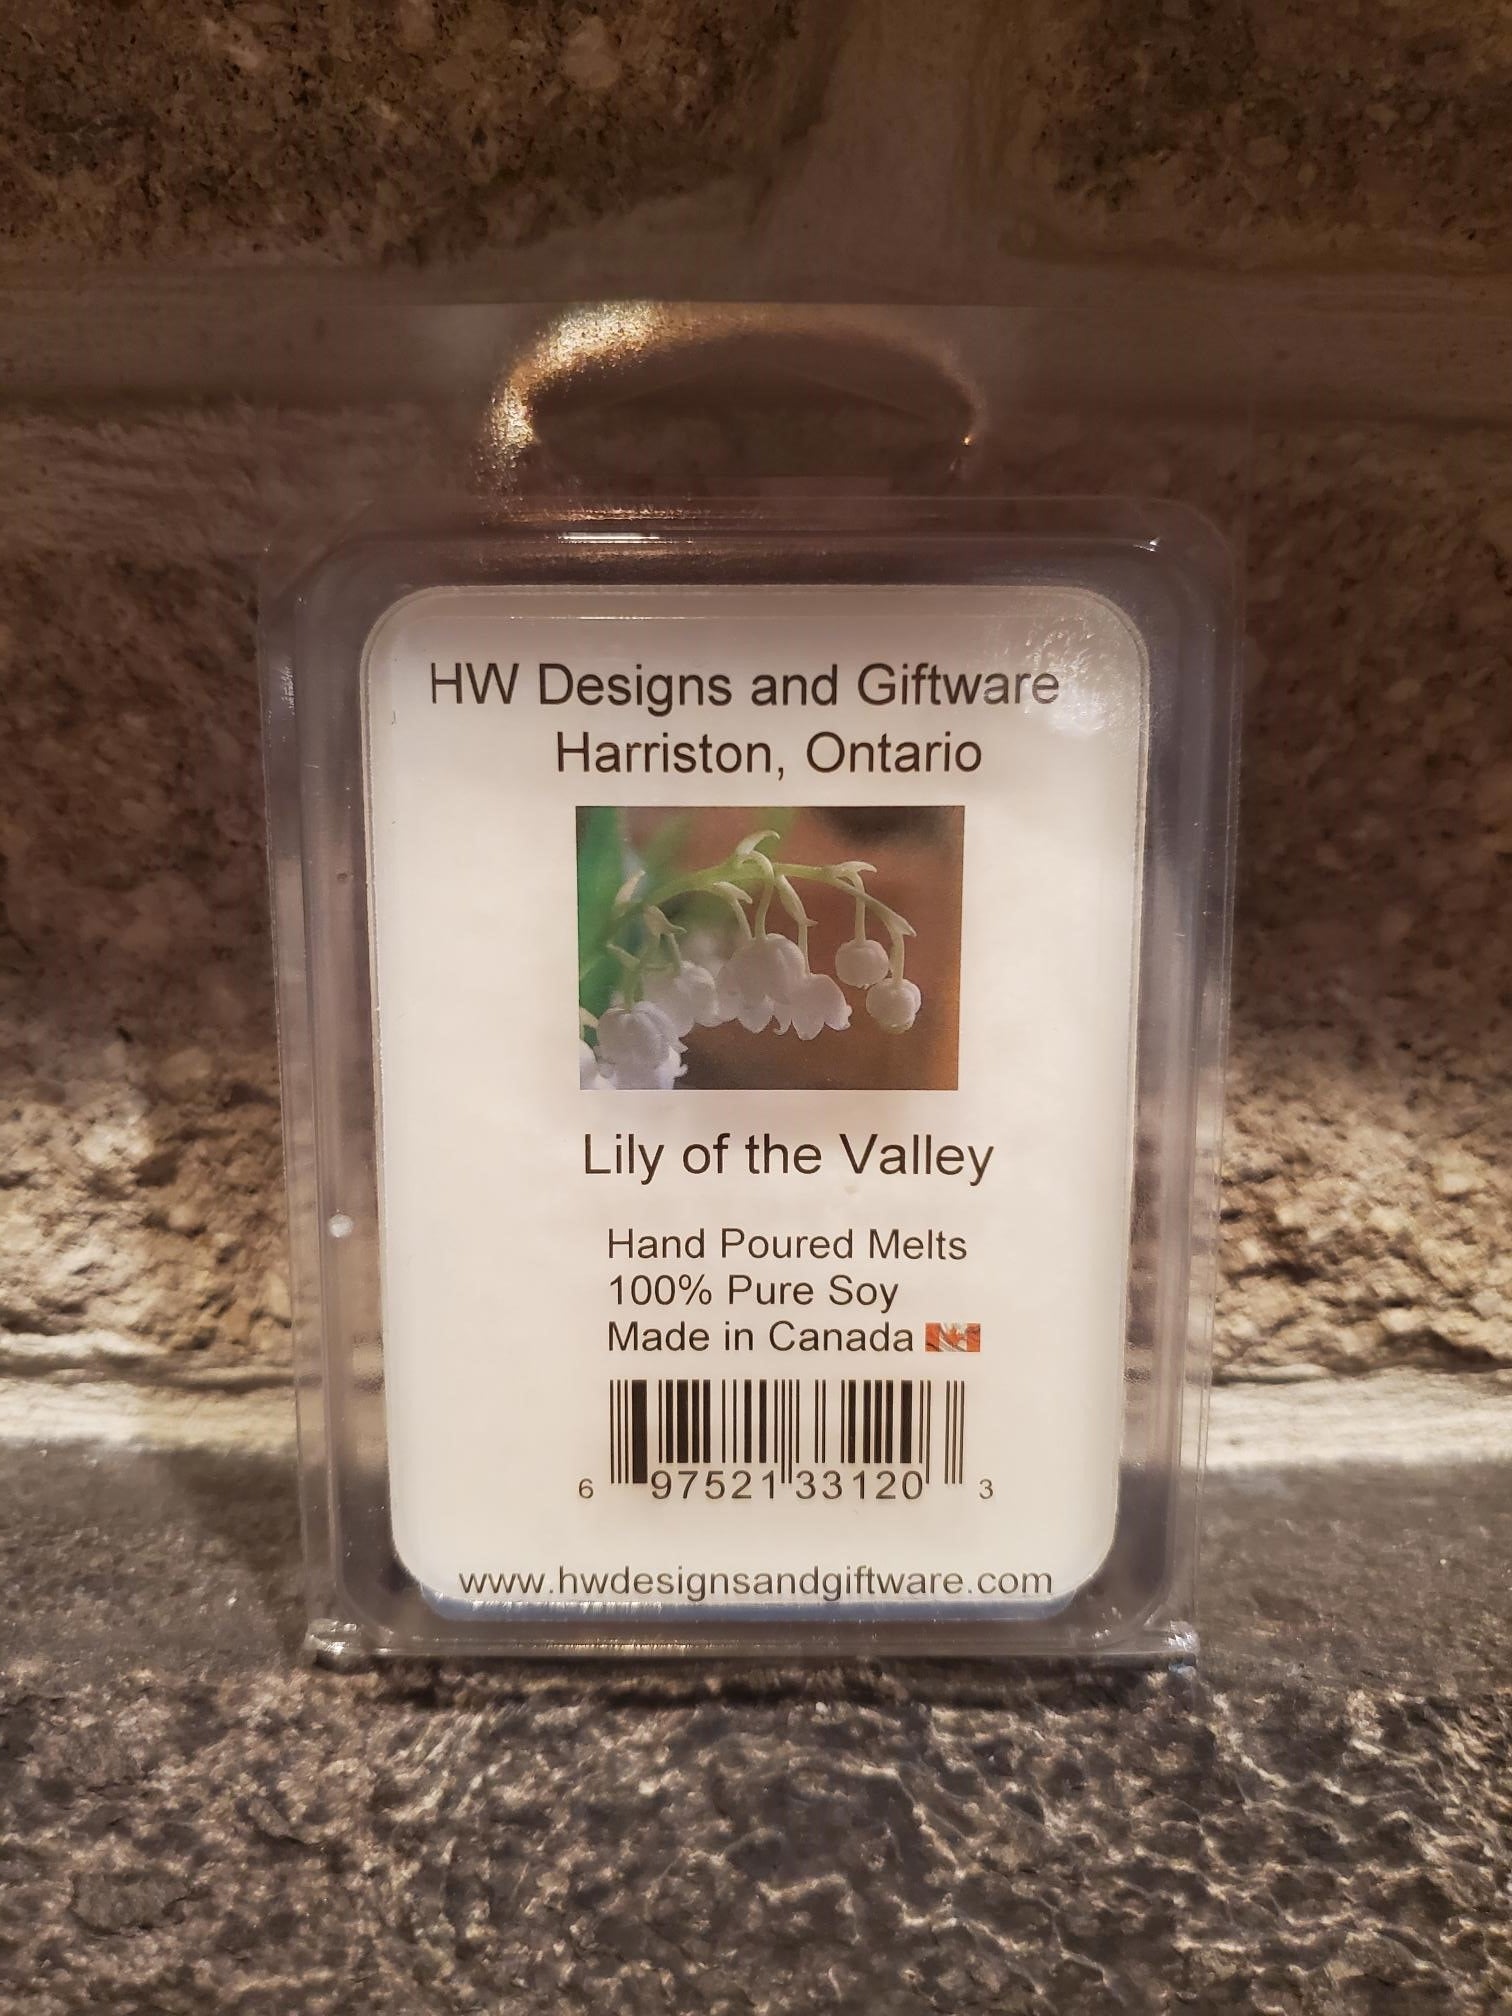 HW Designs and Giftware
Harriston, Ontario
Lily of the Valley
Hand Poured Melts
100% Pure Soy
Made in Canada
6 97521 33120 3
www.hwdesignsandgiftware.com